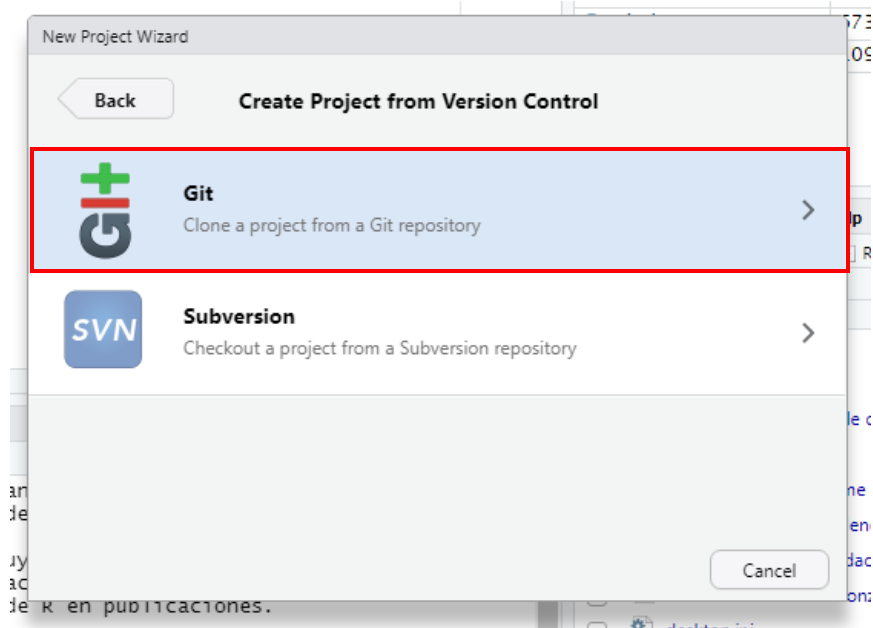 New Project Wizard
Back
Create Project from Version Control
Git
Clone a project from a Git repository
SVN
Subversion
Checkout a project from a Subversion repository
Cancel
de R en publicaciones.